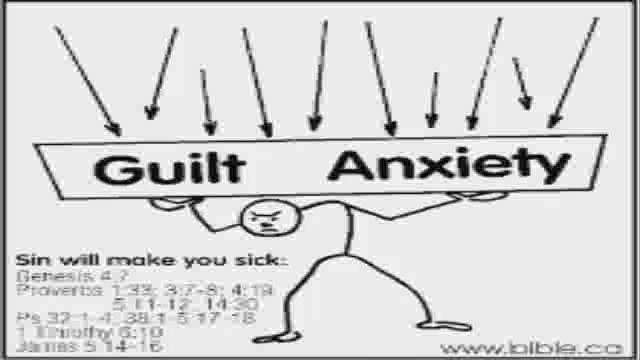 Guilt Anxiety
Sin will make you sick:
Genesis 4:7
Proverbs 1:33; 3:7-8; 4:19
5:11-12, 14:30
Ps 32:1-4, 38:1-5,17-18
1 Timothy 6:10
James 5:14-16
www.bible.ca